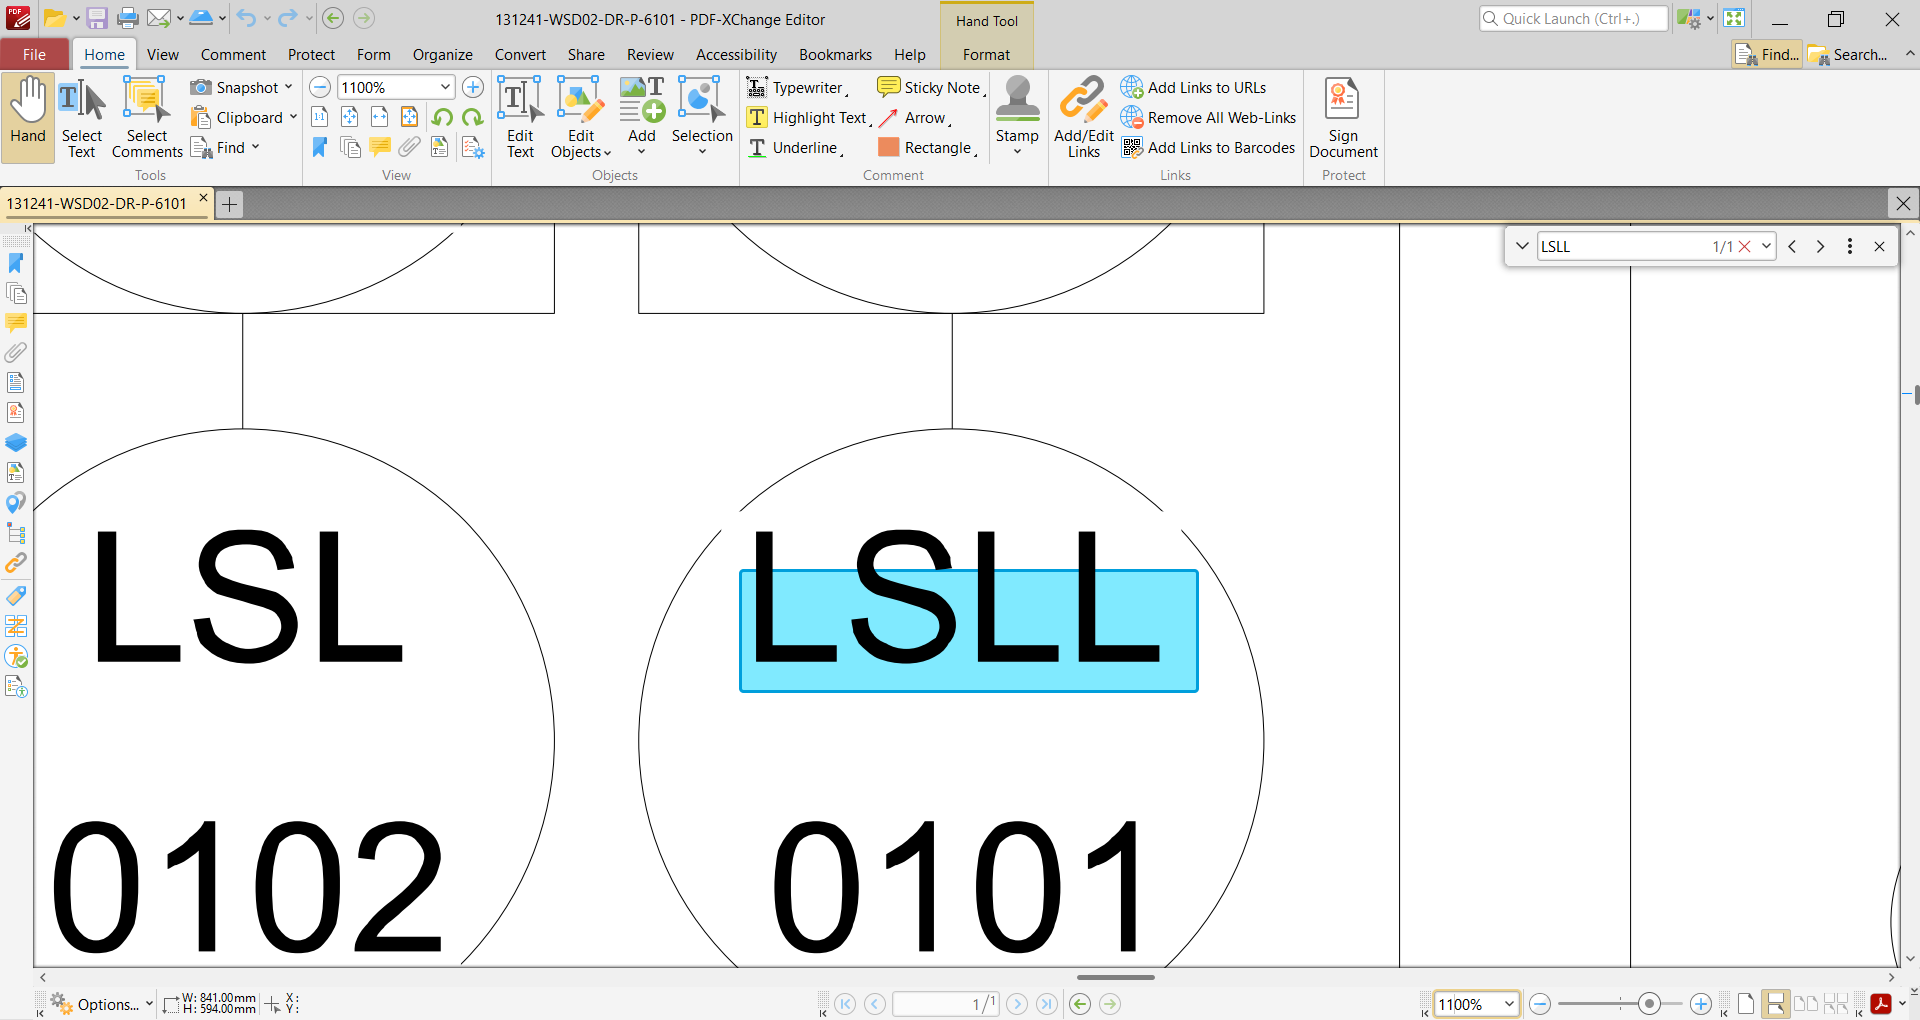 131241-WSD02-DR-P-6101 - PDF-XChange Editor
Hand Tool
Quick Launch (Ctrl+.)
File Home View Comment Protect Form Organize Convert Share Review Accessibility Bookmarks Help Format
Find... Search...
Hand
Select Text
Select Comments
Snapshot
Clipboard
Find
Tools
1100%
View
Edit Text
Edit Objects
Add
Selection
Objects
Typewriter
Highlight Text
Underline
Sticky Note
Arrow
Rectangle
Stamp
Comment
Add/Edit Links
Add Links to URLs
Remove All Web-Links
Add Links to Barcodes
Links
Sign Document
Protect
131241-WSD02-DR-P-6101
LSLL 1/1
LSL
0102
LSLL
0101
Options...
W: 841.00mm
H: 594.00mm
X:
Y:
1/1
1100%